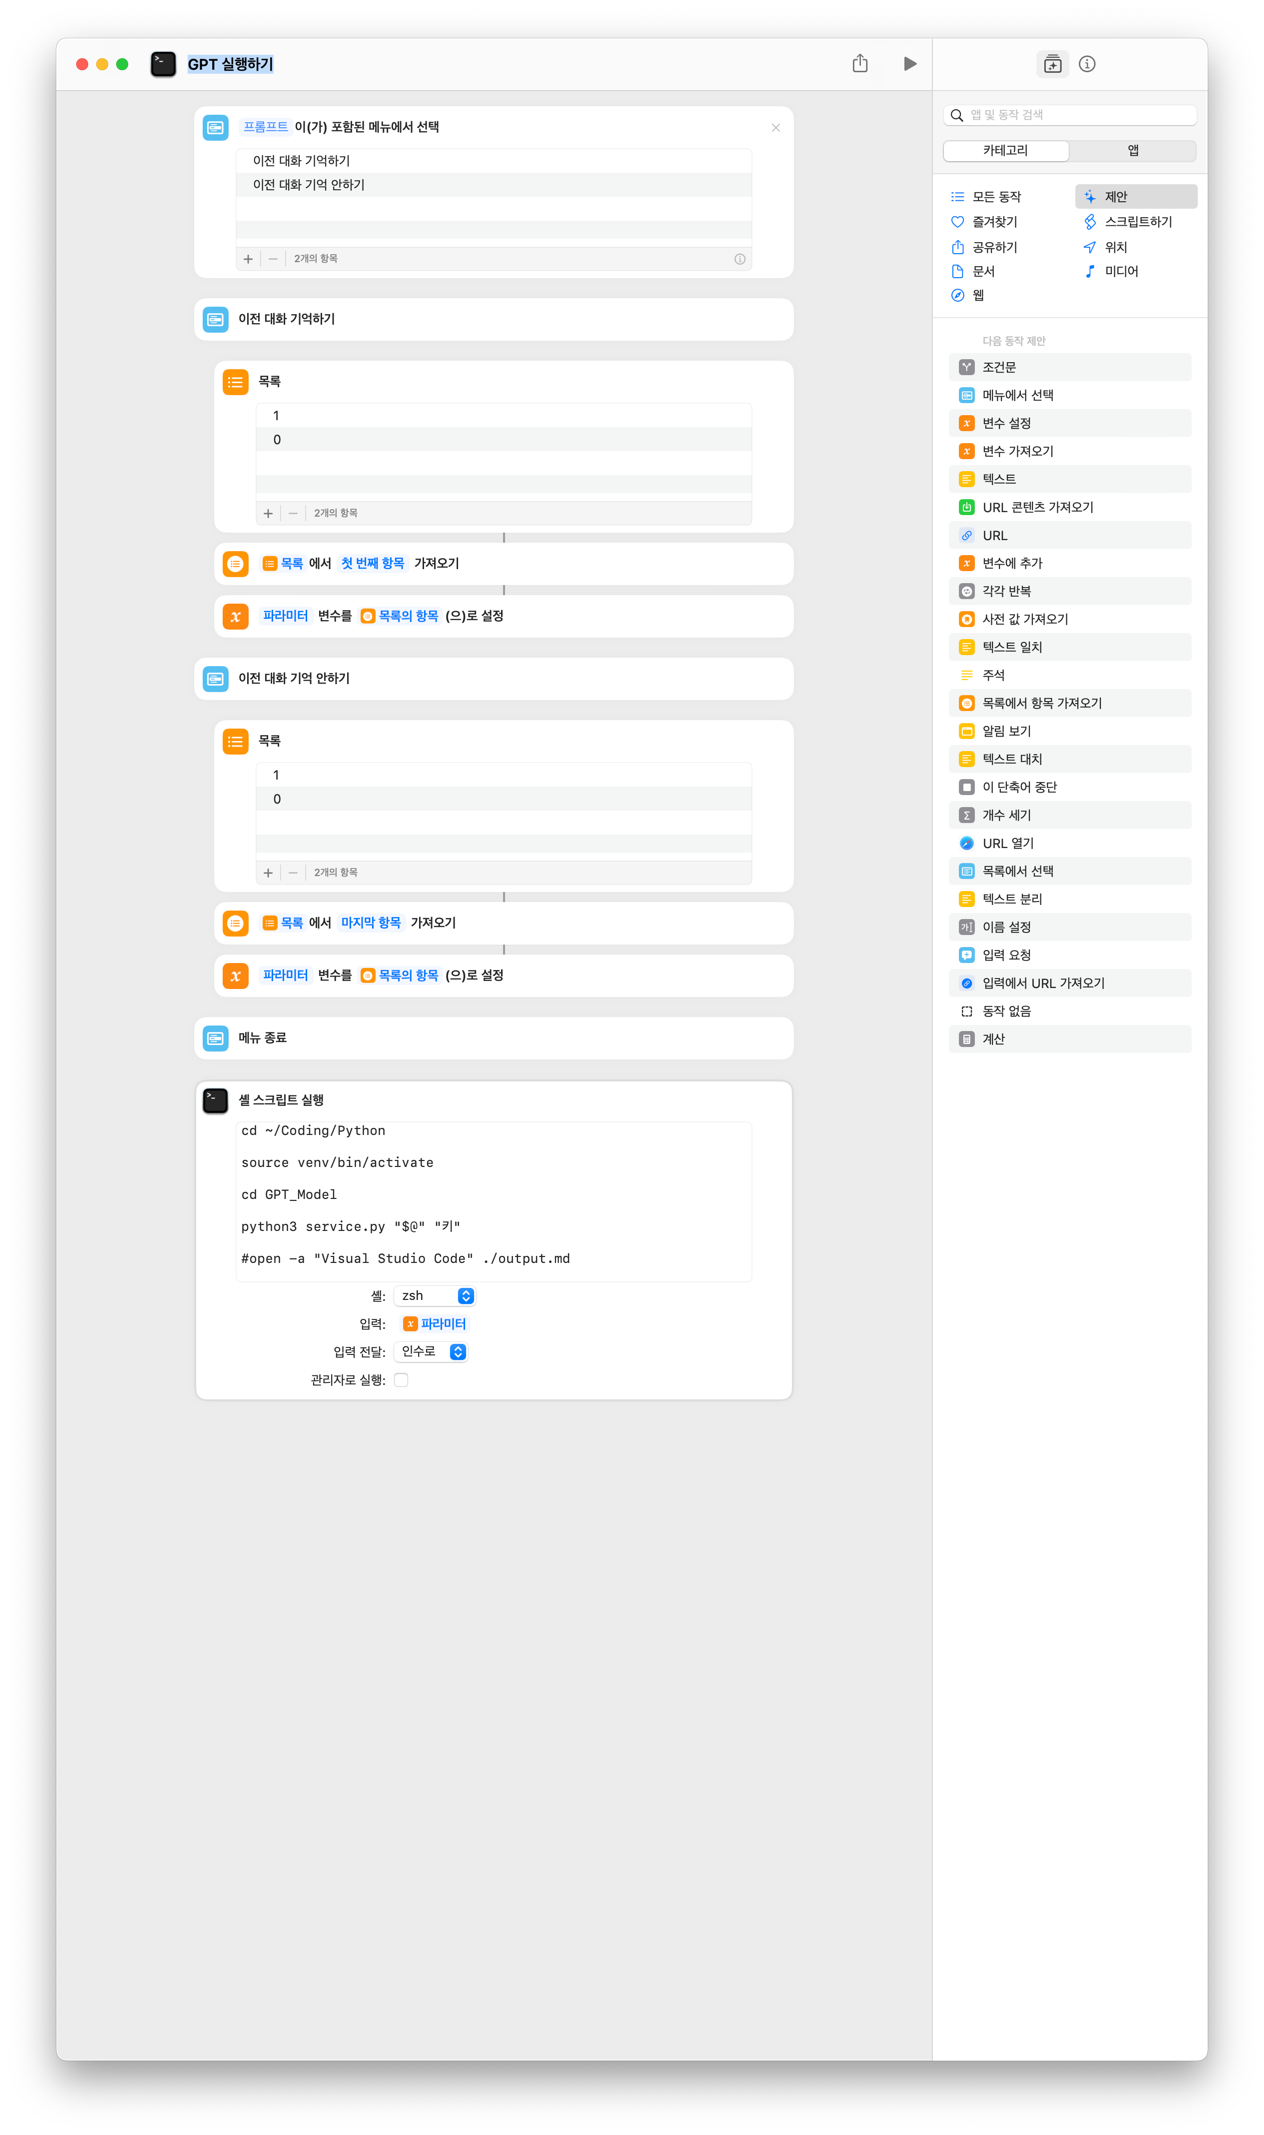 GPT 실행하기
프롬프트 이(가) 포함된 메뉴에서 선택
이전 대화 기억하기
이전 대화 기억 안하기
2개의 항목
이전 대화 기억하기
목록
1
0
2개의 항목
목록 에서 첫 번째 항목 가져오기
파라미터 변수를 목록의 항목 (으)로 설정
이전 대화 기억 안하기
목록
1
0
2개의 항목
목록 에서 마지막 항목 가져오기
파라미터 변수를 목록의 항목 (으)로 설정
메뉴 종료
셸 스크립트 실행
cd ~/Coding/Python
source venv/bin/activate
cd GPT_Model
python3 service.py "$@" "키"
#open -a "Visual Studio Code" ./output.md
셸: zsh
입력: 파라미터
입력 전달: 인수로
관리자로 실행:
앱 및 동작 검색
카테고리 앱
모든 동작 제안
즐겨찾기 스크립트하기
공유하기 위치
문서 미디어
웹
다음 동작 제안
조건문
메뉴에서 선택
변수 설정
변수 가져오기
텍스트
URL 콘텐츠 가져오기
URL
변수에 추가
각각 반복
사전 값 가져오기
텍스트 일치
주석
목록에서 항목 가져오기
알림 보기
텍스트 대치
이 단축어 중단
개수 세기
URL 열기
목록에서 선택
텍스트 분리
이름 설정
입력 요청
입력에서 URL 가져오기
동작 없음
계산